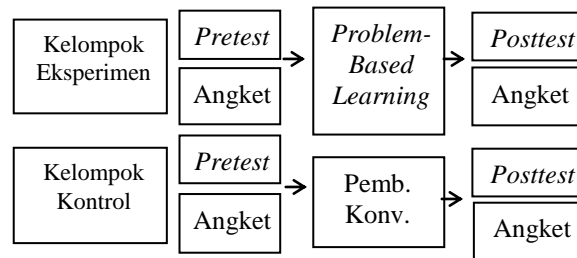 Kelompok
Eksperimen
Pretest
Angket
Problem-
Based
Learning
Posttest
Angket
Kelompok
Kontrol
Pretest
Angket
Pemb.
Konv.
Posttest
Angket